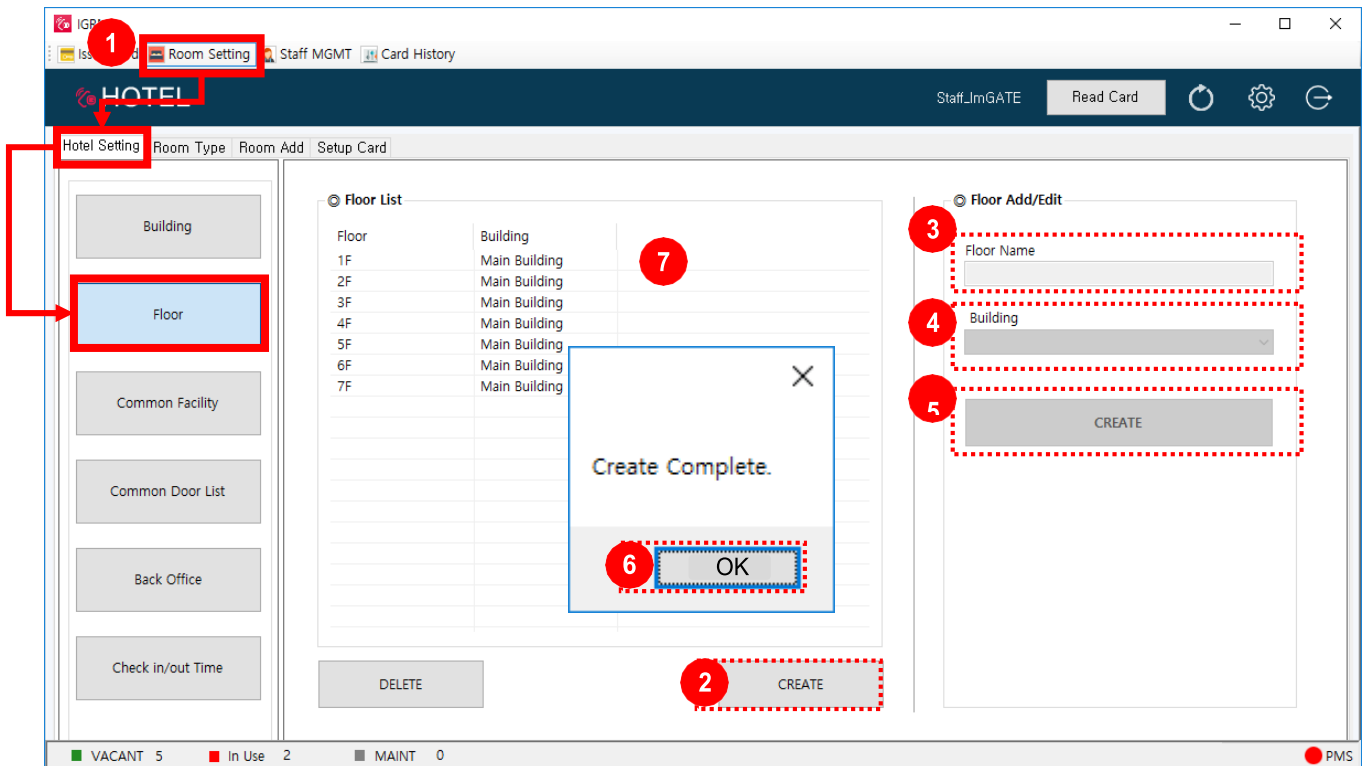 IGR
1
Iss d Room Setting Staff MGMT Card History
HOTEL
Staff_ImGATE Read Card
Hotel Setting Room Type Room Add Setup Card
Building
Floor
Common Facility
Common Door List
Back Office
Check in/out Time
◎ Floor List
Floor Building
1F Main Building
2F Main Building
3F Main Building
4F Main Building
5F Main Building
6F Main Building
7F Main Building
7
Create Complete.
6 OK
DELETE
2 CREATE
◎ Floor Add/Edit
3
Floor Name
4 Building
5
CREATE
VACANT 5 In Use 2 MAINT 0 PMS